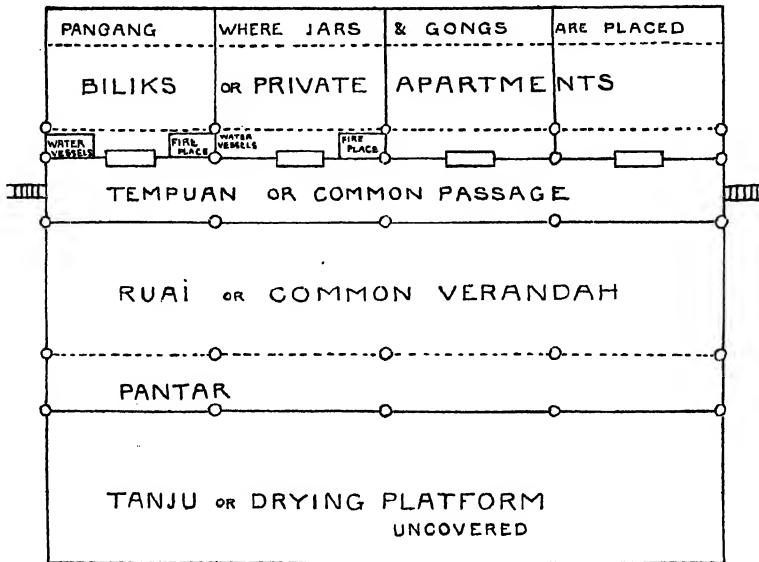 PANGANG WHERE JARS & GONGS ARE PLACED
BILIKS OR PRIVATE APARTMENTS
WATER VESSELS
FIRE PLACE
WATER VESSELS
FIRE PLACE
TEMPUAN OR COMMON PASSAGE
RUAI OR COMMON VERANDAH
PANTAR
TANJU OR DRYING PLATFORM
UNCOVERED